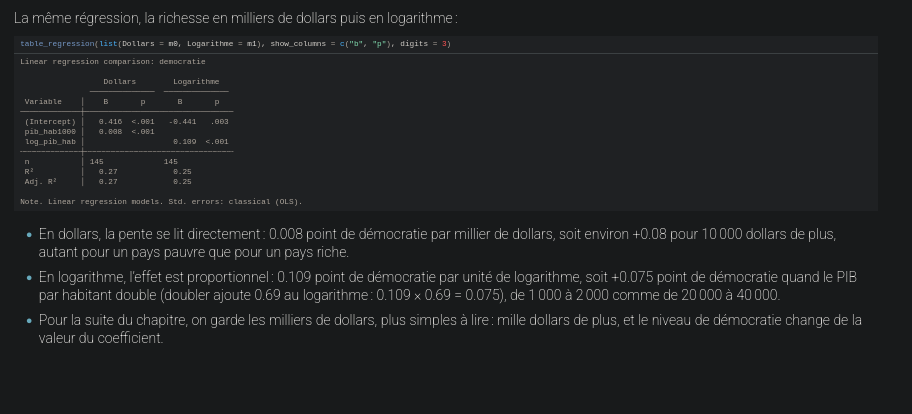 La même régression, la richesse en milliers de dollars puis en logarithme :
table_regression(list(Dollars = m0, Logarithme = m1), show_columns = c("b", "p"), digits = 3)
Linear regression comparison: democratie
Dollars Logarithme
Variable │ B p B p
(Intercept) │ 0.416 <.001 -0.441 .003
pib_hab1000 │ 0.008 <.001
log_pib_hab │ 0.109 <.001
n │ 145 145
R² │ 0.27 0.25
Adj. R² │ 0.27 0.25
Note. Linear regression models. Std. errors: classical (OLS).
• En dollars, la pente se lit directement : 0.008 point de démocratie par millier de dollars, soit environ +0.08 pour 10 000 dollars de plus,
autant pour un pays pauvre que pour un pays riche.
• En logarithme, l'effet est proportionnel : 0.109 point de démocratie par unité de logarithme, soit +0.075 point de démocratie quand le PIB
par habitant double (doubler ajoute 0.69 au logarithme : 0.109 × 0.69 = 0.075), de 1 000 à 2 000 comme de 20 000 à 40 000.
• Pour la suite du chapitre, on garde les milliers de dollars, plus simples à lire : mille dollars de plus, et le niveau de démocratie change de la
valeur du coefficient.